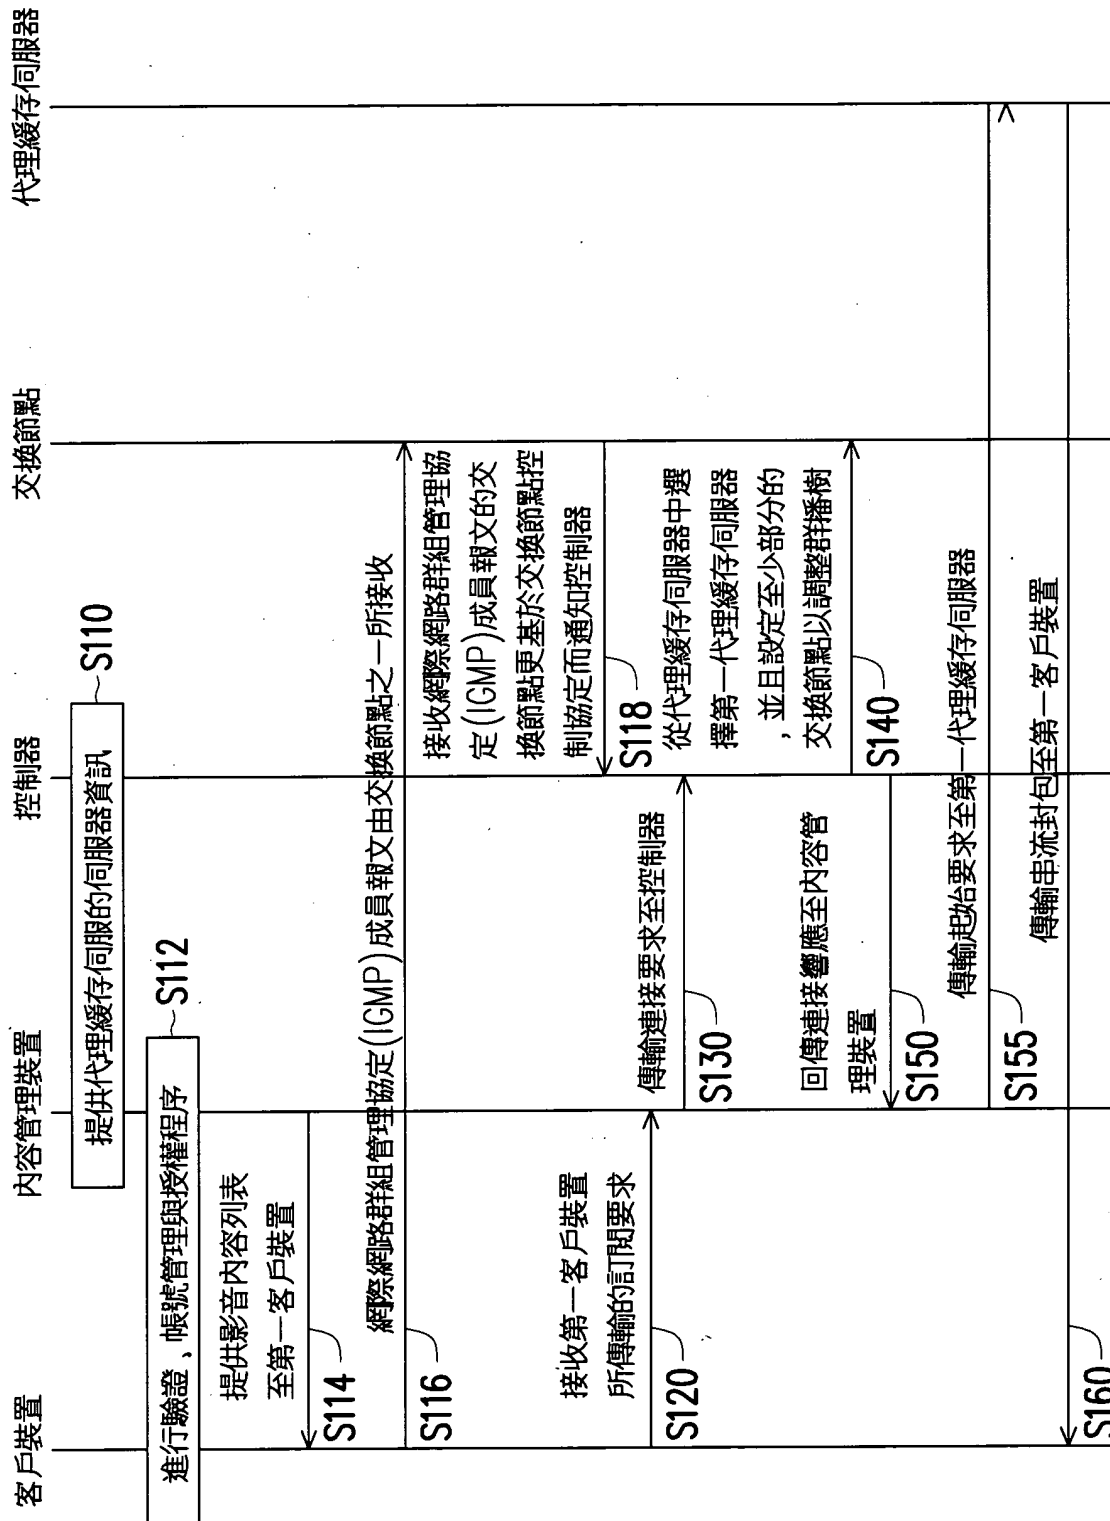 客戶裝置
內容管理裝置
控制器
交換節點
代理緩存伺服器
提供代理緩存伺服的伺服器資訊
S110
進行驗證、帳號管理與授權程序
S112
提供影音內容列表
至第一客戶裝置
S114
網際網路群組管理協定(IGMP)成員報文由交換節點之一所接收
S116
接收網際網路群組管理協
定(IGMP)成員報文的交
換節點更基於交換節點控
制協定而通知控制器
S118
接收第一客戶裝置
所傳輸的訂閱要求
S120
傳輸連接要求至控制器
S130
從代理緩存伺服器中選
擇第一代理緩存伺服器
,並且設定至少部分的
交換節點以調整群播樹
S140
回傳連接響應至內容管
理裝置
S150
傳輸起始要求至第一代理緩存伺服器
S155
傳輸串流封包至第一客戶裝置
S160